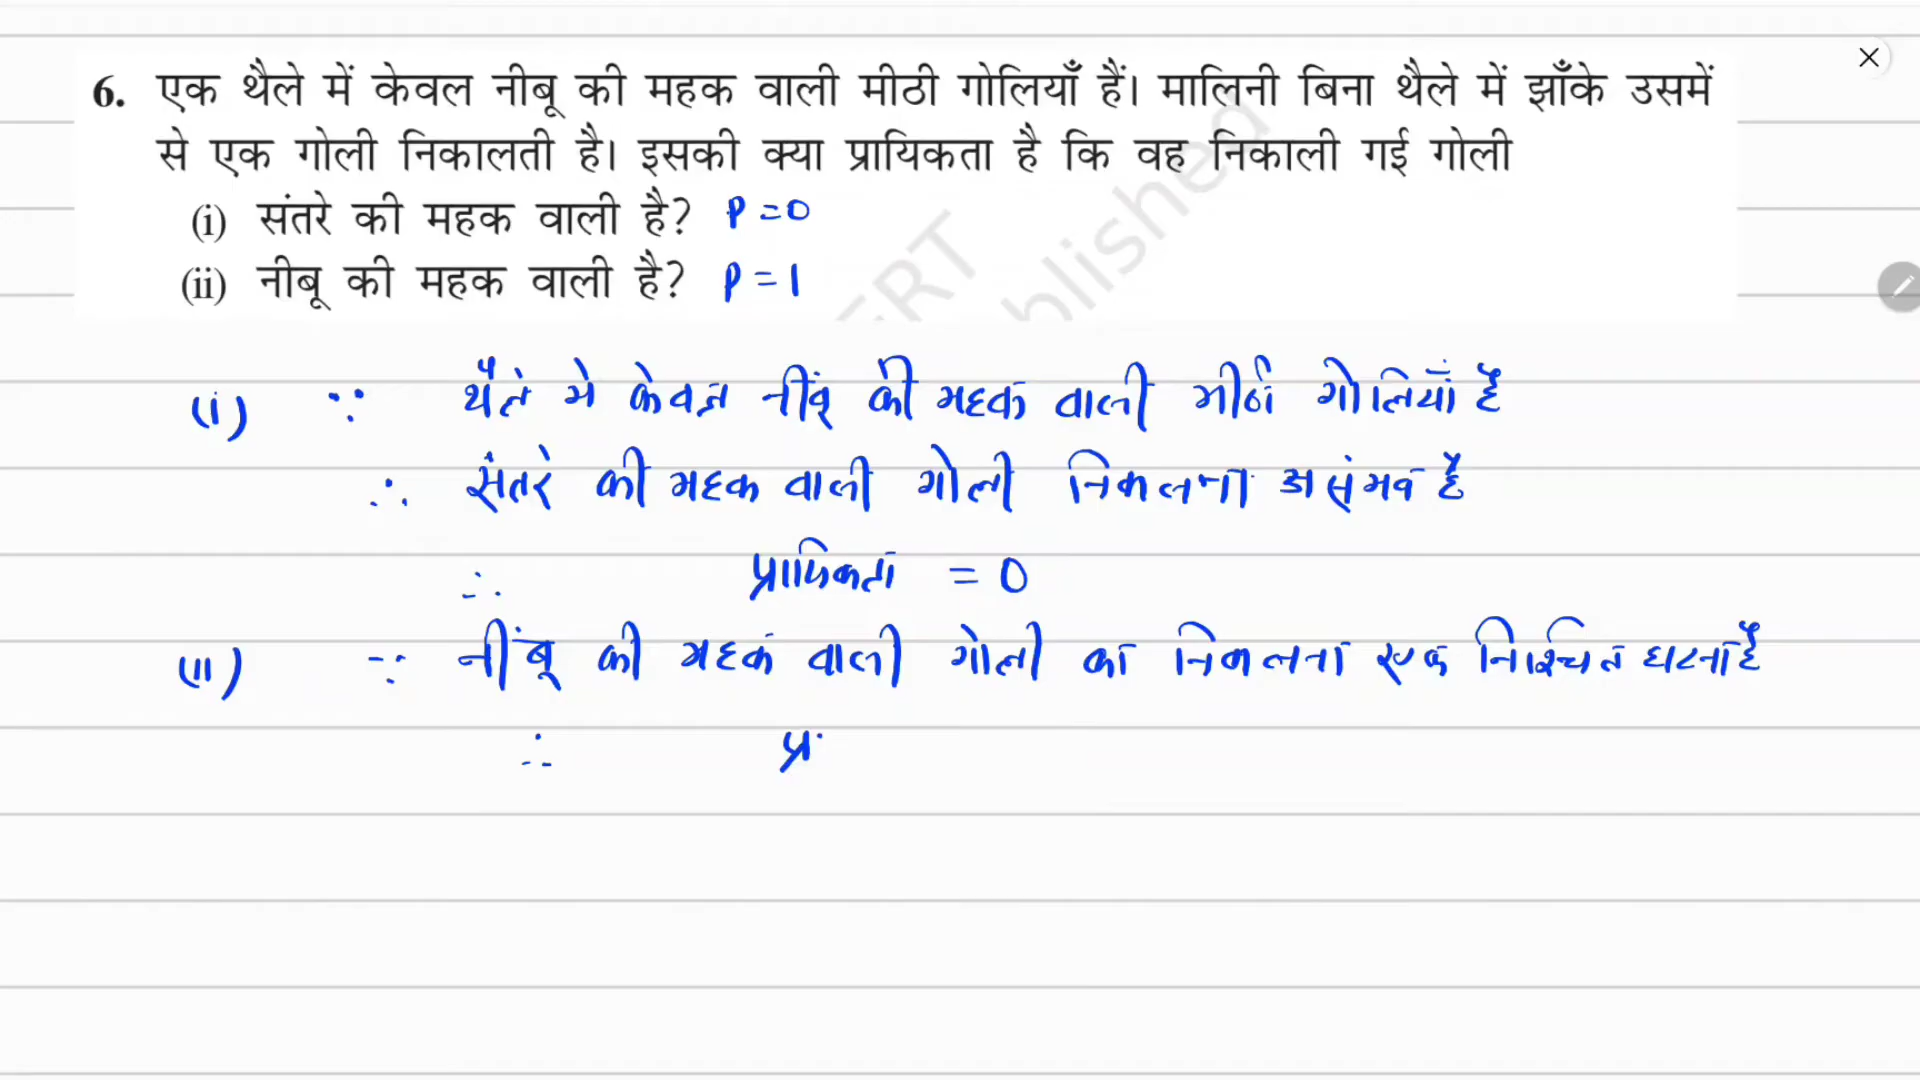 6. एक थैले में केवल नीबू की महक वाली मीठी गोलियाँ हैं। मालिनी बिना थैले में झाँके उसमें
से एक गोली निकालती है। इसकी क्या प्रायिकता है कि वह निकाली गई गोली
(i) संतरे की महक वाली है? P = 0
(ii) नीबू की महक वाली है? P = 1
(i) ∵ थैले मे केवल नींबू की महक वाली मीठी गोलियाँ है
∴ संतरे की महक वाली गोली निकलना असंभव है
∴ प्रायिकता = 0
(ii) ∵ नींबू की महक वाली गोली का निकलना एक निश्चित घटना है
∴ प्रा